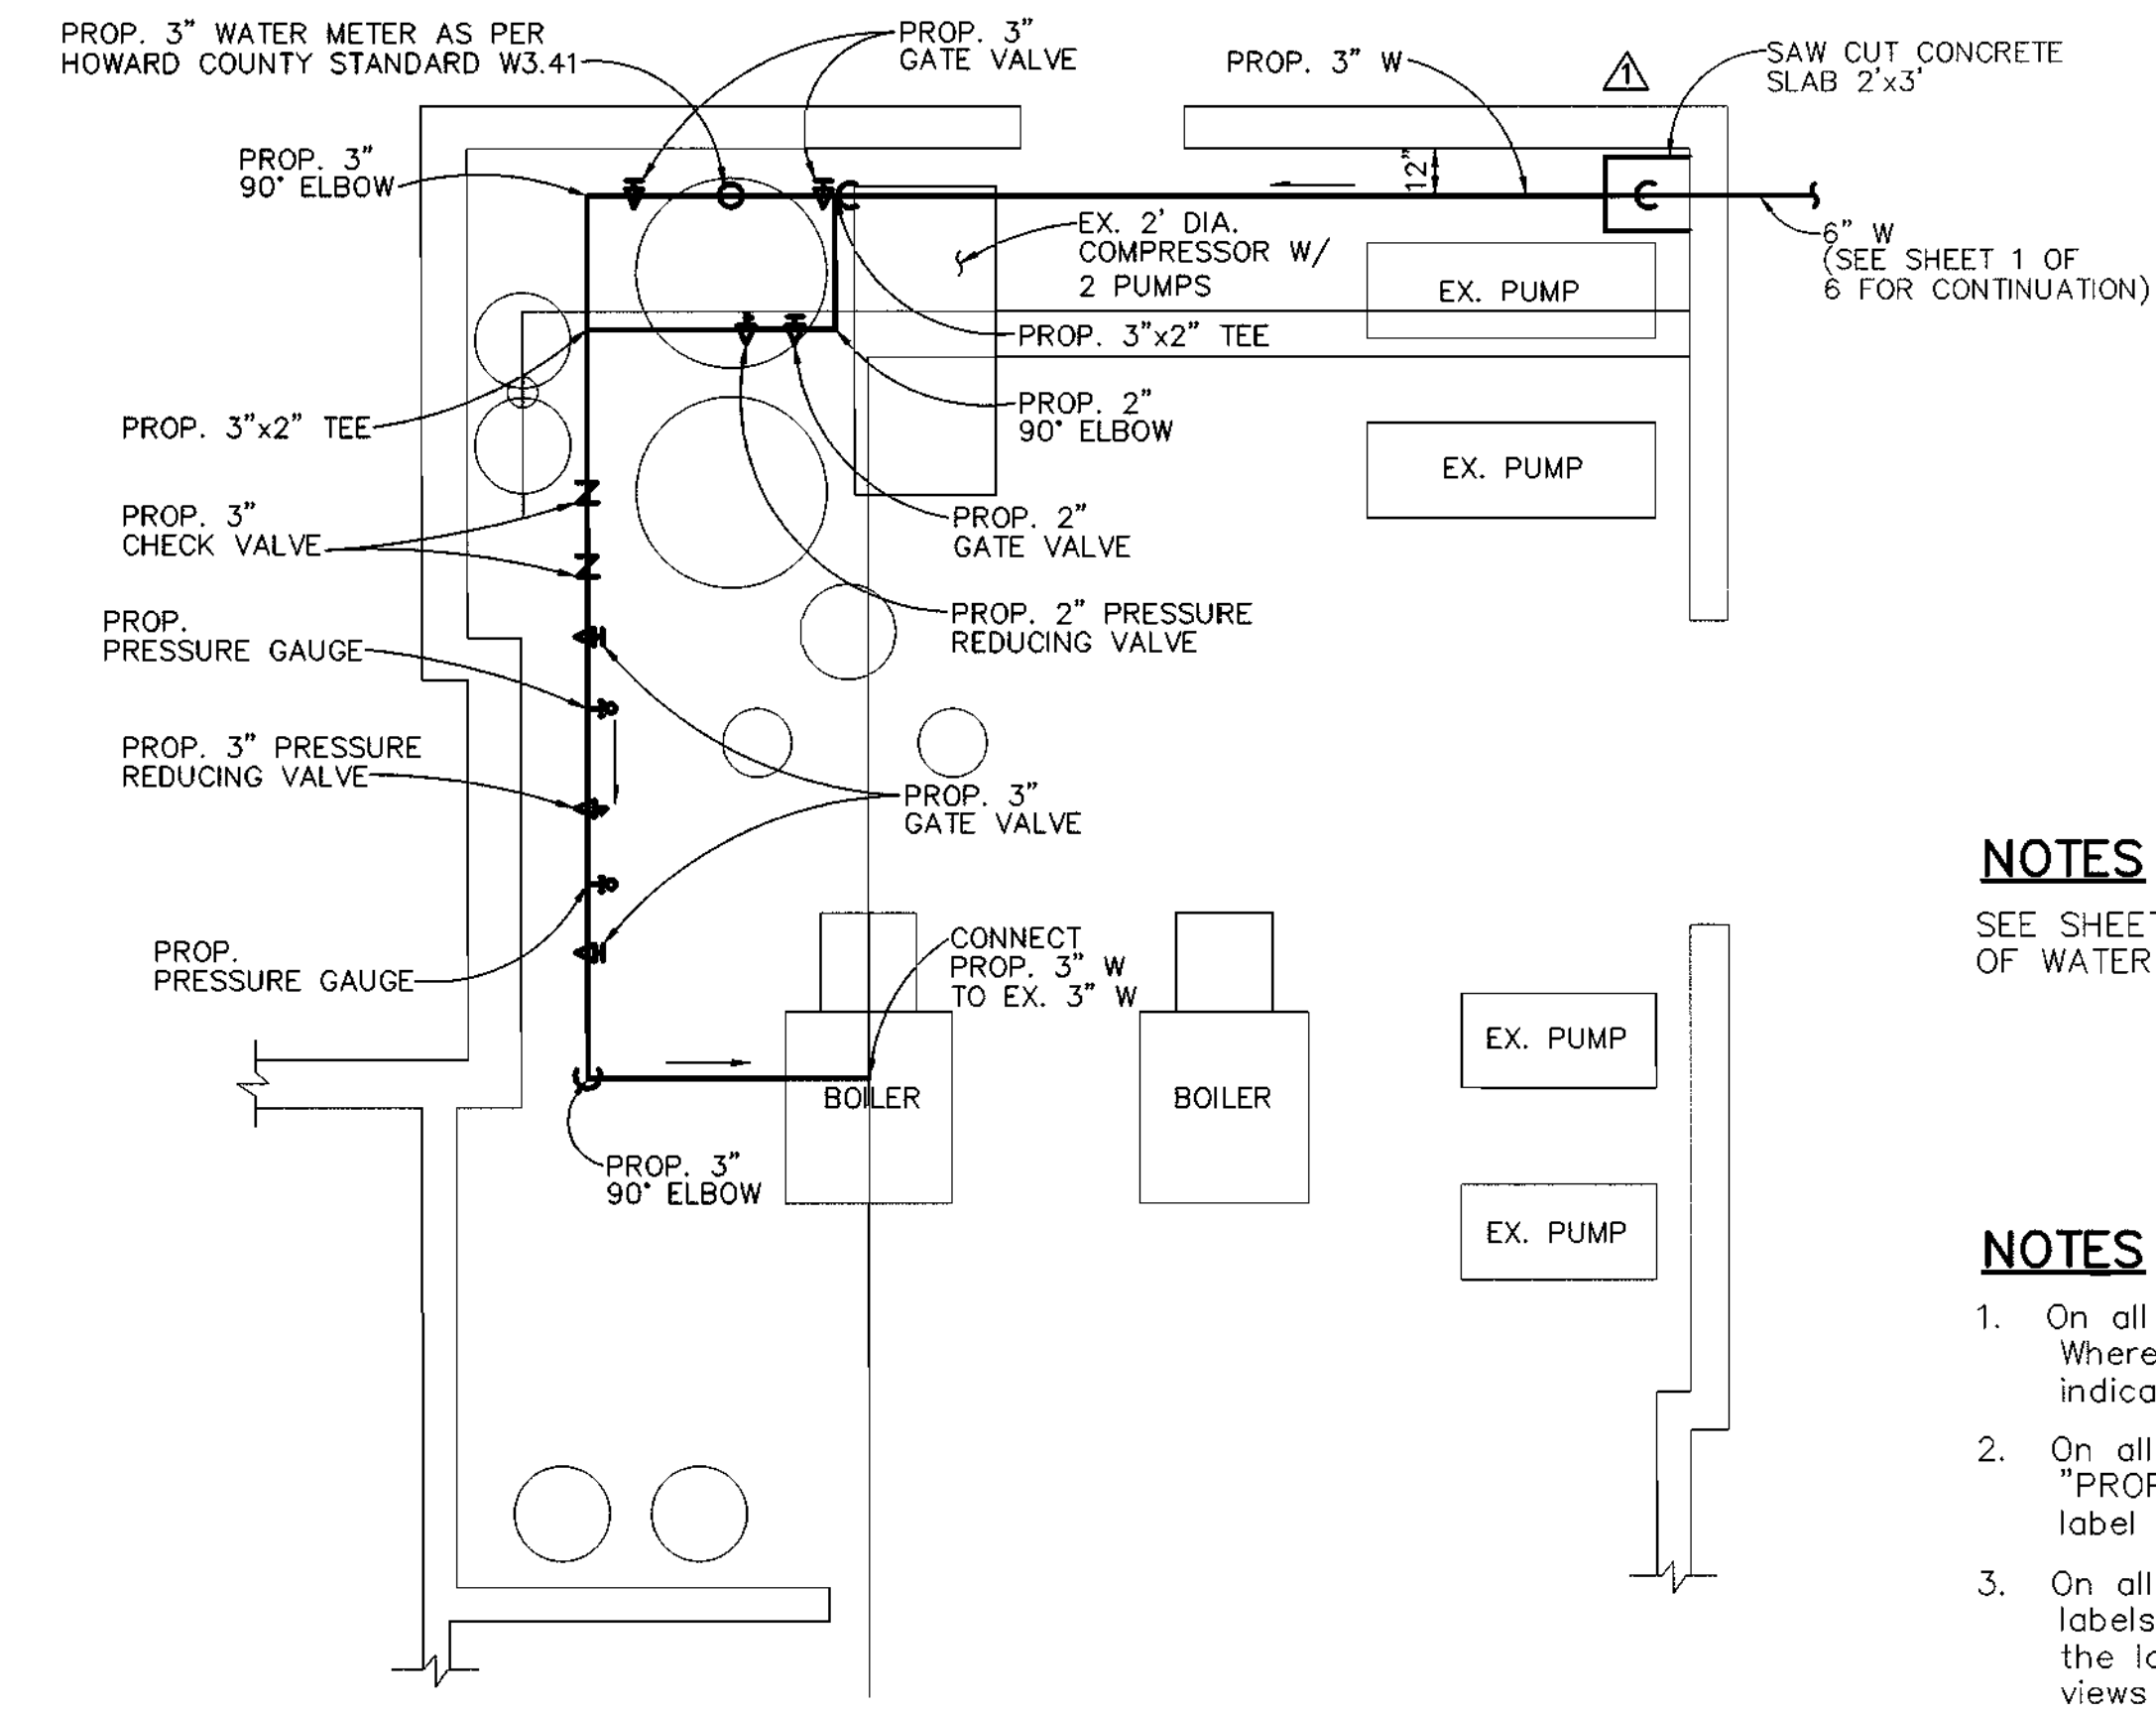 PROP. 3" WATER METER AS PER
HOWARD COUNTY STANDARD W3.41
PROP. 3"
GATE VALVE
PROP. 3" W
1
SAW CUT CONCRETE
SLAB 2'x3'
PROP. 3"
90° ELBOW
12"
EX. 2' DIA.
COMPRESSOR W/
2 PUMPS
6" W
(SEE SHEET 1 OF
6 FOR CONTINUATION)
EX. PUMP
PROP. 3"x2" TEE
PROP. 2"
90° ELBOW
PROP. 3"x2" TEE
EX. PUMP
PROP. 3"
CHECK VALVE
PROP. 2"
GATE VALVE
PROP. 2" PRESSURE
REDUCING VALVE
PROP.
PRESSURE GAUGE
PROP. 3" PRESSURE
REDUCING VALVE
PROP. 3"
GATE VALVE
PROP.
PRESSURE GAUGE
CONNECT
PROP. 3" W
TO EX. 3" W
BOILER
BOILER
EX. PUMP
PROP. 3"
90° ELBOW
EX. PUMP
NOTES
SEE SHEET
OF WATER
NOTES
1. On all
Where
indica
2. On all
"PROP
label
3. On all
labels
the lo
views